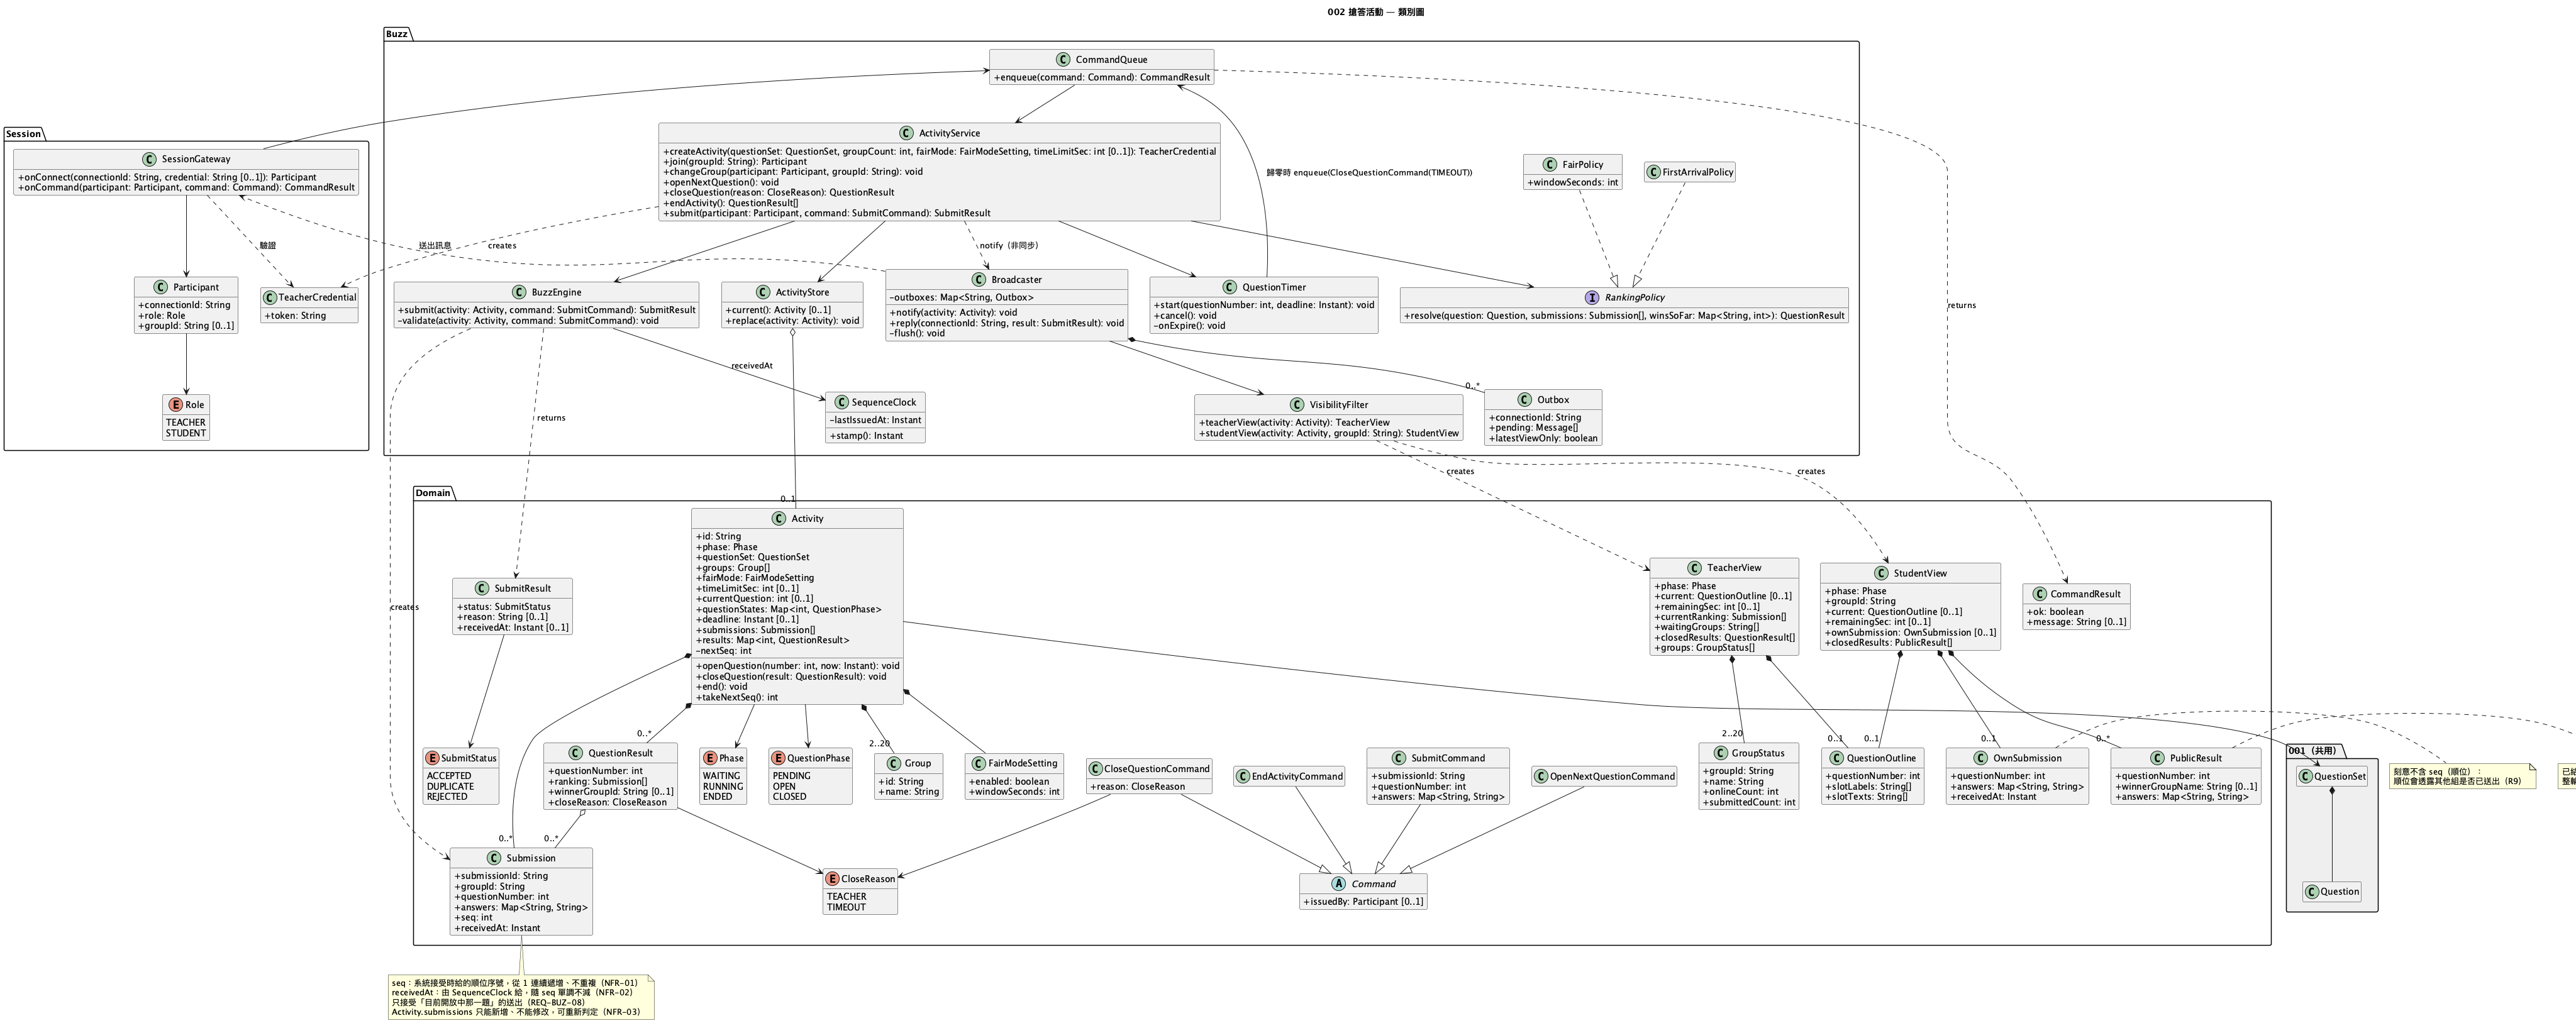 002 搶答活動 — 類別圖
Buzz
CommandQueue
+enqueue(command: Command): CommandResult
Session
SessionGateway
+onConnect(connectionId: String, credential: String [0..1]): Participant
+onCommand(participant: Participant, command: Command): CommandResult
ActivityService
+createActivity(questionSet: QuestionSet, groupCount: int, fairMode: FairModeSetting, timeLimitSec: int [0..1]): TeacherCredential
+join(groupId: String): Participant
+changeGroup(participant: Participant, groupId: String): void
+openNextQuestion(): void
+closeQuestion(reason: CloseReason): QuestionResult
+endActivity(): QuestionResult[]
+submit(participant: Participant, command: SubmitCommand): SubmitResult
歸零時 enqueue(CloseQuestionCommand(TIMEOUT))
FairPolicy
+windowSeconds: int
FirstArrivalPolicy
驗證
送出訊息
creates
notify（非同步）
returns
Participant
+connectionId: String
+role: Role
+groupId: String [0..1]
TeacherCredential
+token: String
BuzzEngine
+submit(activity: Activity, command: SubmitCommand): SubmitResult
−validate(activity: Activity, command: SubmitCommand): void
ActivityStore
+current(): Activity [0..1]
+replace(activity: Activity): void
Broadcaster
−outboxes: Map<String, Outbox>
+notify(activity: Activity): void
+reply(connectionId: String, result: SubmitResult): void
−flush(): void
QuestionTimer
+start(questionNumber: int, deadline: Instant): void
+cancel(): void
−onExpire(): void
RankingPolicy
+resolve(question: Question, submissions: Submission[], winsSoFar: Map<String, int>): QuestionResult
receivedAt
0..*
Role
TEACHER
STUDENT
returns
SequenceClock
−lastIssuedAt: Instant
+stamp(): Instant
VisibilityFilter
+teacherView(activity: Activity): TeacherView
+studentView(activity: Activity, groupId: String): StudentView
Outbox
+connectionId: String
+pending: Message[]
+latestViewOnly: boolean
creates
creates
Domain
0..1
Activity
+id: String
+phase: Phase
+questionSet: QuestionSet
+groups: Group[]
+fairMode: FairModeSetting
+timeLimitSec: int [0..1]
+currentQuestion: int [0..1]
+questionStates: Map<int, QuestionPhase>
+deadline: Instant [0..1]
+submissions: Submission[]
+results: Map<int, QuestionResult>
−nextSeq: int
+openQuestion(number: int, now: Instant): void
+closeQuestion(result: QuestionResult): void
+end(): void
+takeNextSeq(): int
SubmitResult
+status: SubmitStatus
+reason: String [0..1]
+receivedAt: Instant [0..1]
creates
TeacherView
+phase: Phase
+current: QuestionOutline [0..1]
+remainingSec: int [0..1]
+currentRanking: Submission[]
+waitingGroups: String[]
+closedResults: QuestionResult[]
+groups: GroupStatus[]
StudentView
+phase: Phase
+groupId: String
+current: QuestionOutline [0..1]
+remainingSec: int [0..1]
+ownSubmission: OwnSubmission [0..1]
+closedResults: PublicResult[]
CommandResult
+ok: boolean
+message: String [0..1]
0..*
2..20
2..20
0..1
0..1
0..1
0..*
SubmitStatus
ACCEPTED
DUPLICATE
REJECTED
QuestionResult
+questionNumber: int
+ranking: Submission[]
+winnerGroupId: String [0..1]
+closeReason: CloseReason
Phase
WAITING
RUNNING
ENDED
QuestionPhase
PENDING
OPEN
CLOSED
Group
+id: String
+name: String
FairModeSetting
+enabled: boolean
+windowSeconds: int
CloseQuestionCommand
+reason: CloseReason
EndActivityCommand
SubmitCommand
+submissionId: String
+questionNumber: int
+answers: Map<String, String>
OpenNextQuestionCommand
GroupStatus
+groupId: String
+name: String
+onlineCount: int
+submittedCount: int
QuestionOutline
+questionNumber: int
+slotLabels: String[]
+slotTexts: String[]
OwnSubmission
+questionNumber: int
+answers: Map<String, String>
+receivedAt: Instant
PublicResult
+questionNumber: int
+winnerGroupName: String [0..1]
+answers: Map<String, String>
001（共用）
QuestionSet
Question
刻意不含 seq（順位）：
順位會透露其他組是否已送出（R9）
0..*
0..*
Submission
+submissionId: String
+groupId: String
+questionNumber: int
+answers: Map<String, String>
+seq: int
+receivedAt: Instant
CloseReason
TEACHER
TIMEOUT
Command
+issuedBy: Participant [0..1]
seq：系統接受時給的順位序號，從 1 連續遞增、不重複（NFR-01）
receivedAt：由 SequenceClock 給，隨 seq 單調不減（NFR-02）
只接受「目前開放中那一題」的送出（REQ-BUZ-08）
Activity.submissions 只能新增、不能修改，可重新判定（NFR-03）